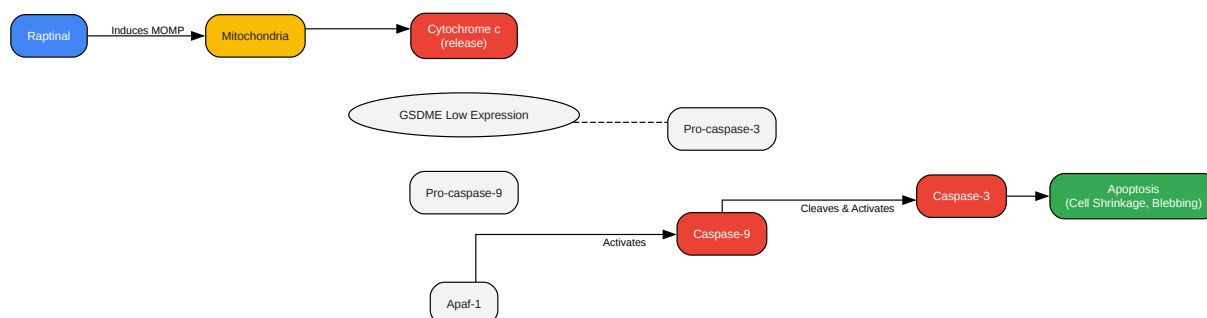 Raptinal
Induces MOMP
Mitochondria
Cytochrome c
(release)
GSDME Low Expression
Pro-caspase-3
Pro-caspase-9
Caspase-9
Cleaves & Activates
Caspase-3
Apoptosis
(Cell Shrinkage, Blebbing)
Activates
Apaf-1